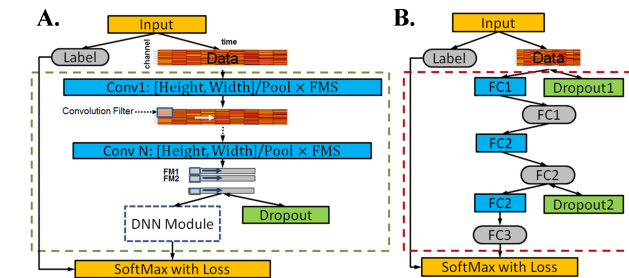 A.
Input
channel
time
Label
Data
Conv1: [Height, Width]/Pool × FMS
Convolution Filter
Conv N: [Height, Width]/Pool × FMS
FM1
FM2
DNN Module
Dropout
SoftMax with Loss
B.
Input
Label
Data
FC1
Dropout1
FC1
FC2
FC2
FC2
Dropout2
FC3
SoftMax with Loss